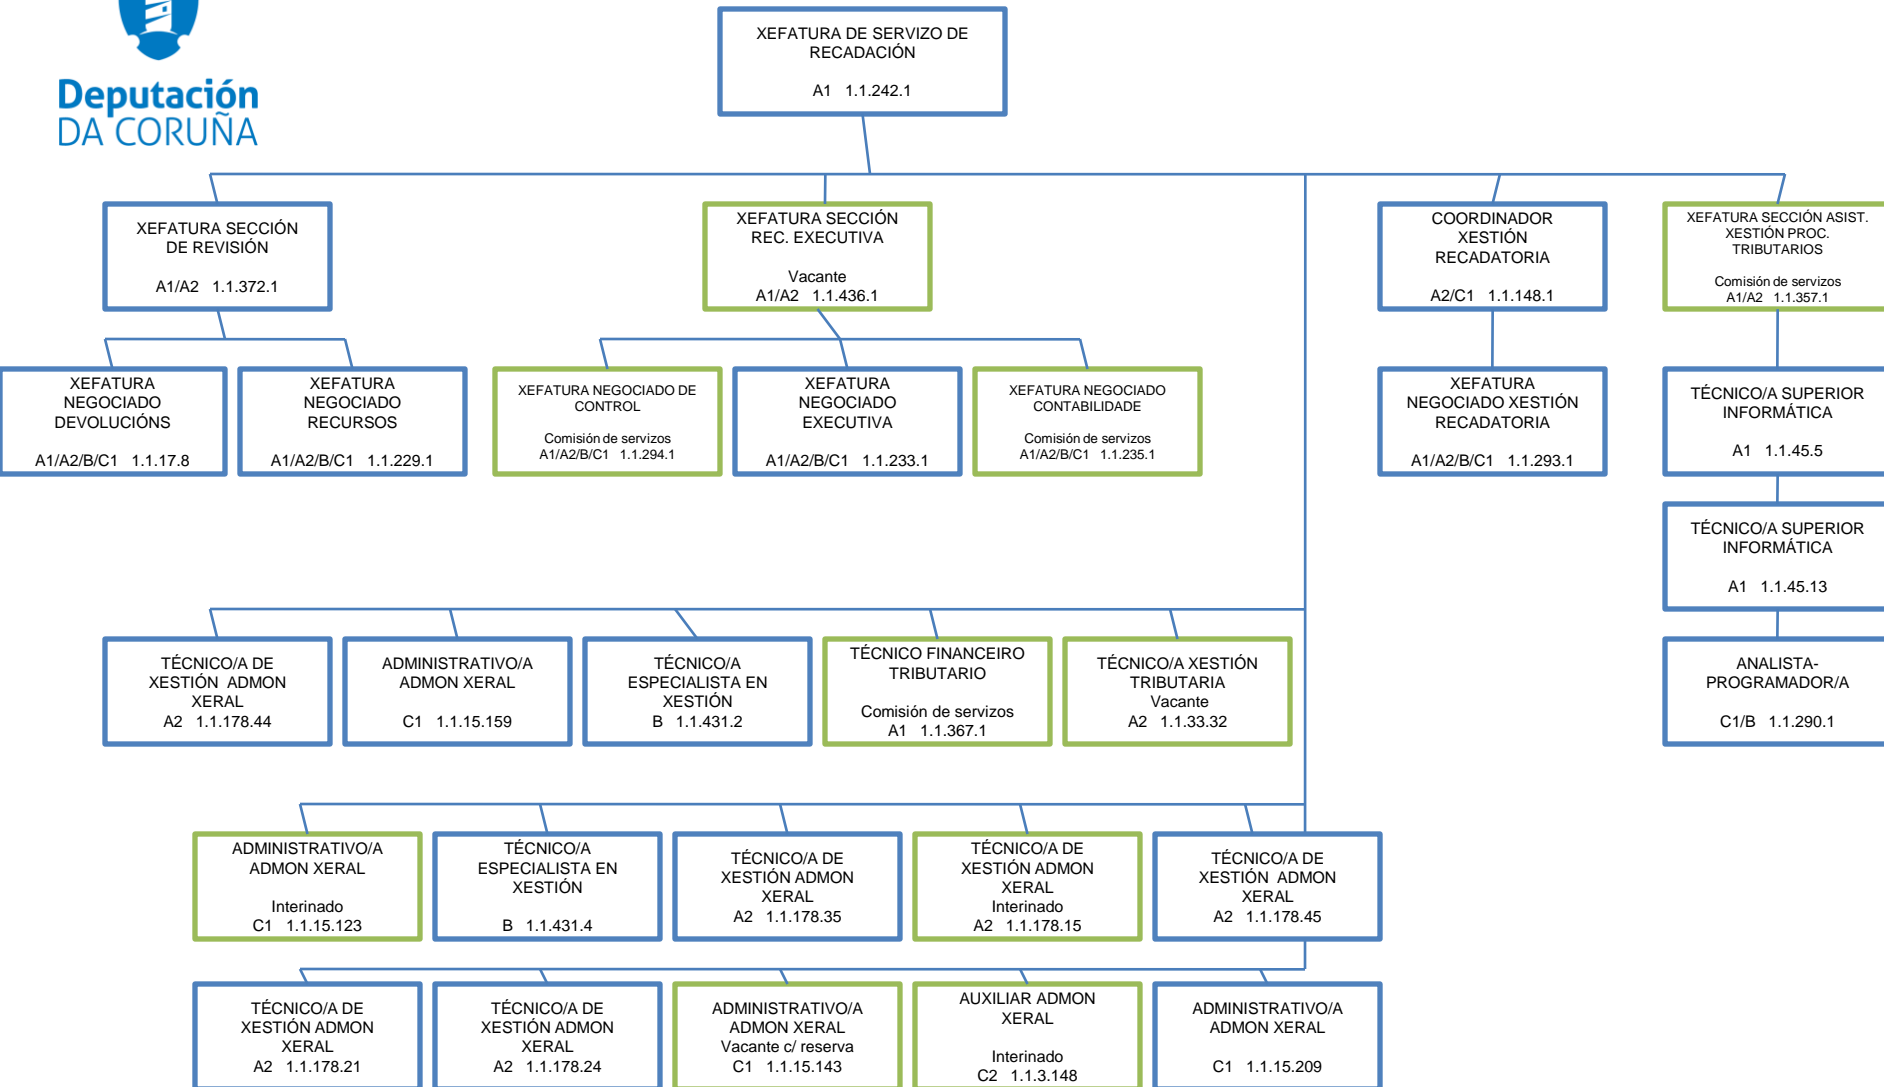 Deputación
DA CORUÑA
XEFATURA DE SERVIZO DE
RECADACIÓN
A1 1.1.242.1
XEFATURA SECCIÓN
DE REVISIÓN
A1/A2 1.1.372.1
XEFATURA SECCIÓN
REC. EXECUTIVA
Vacante
A1/A2 1.1.436.1
COORDINADOR
XESTIÓN
RECADATORIA
A2/C1 1.1.148.1
XEFATURA SECCIÓN ASIST.
XESTIÓN PROC.
TRIBUTARIOS
Comisión de servizos
A1/A2 1.1.357.1
XEFATURA
NEGOCIADO
DEVOLUCIÓNS
A1/A2/B/C1 1.1.17.8
XEFATURA
NEGOCIADO
RECURSOS
A1/A2/B/C1 1.1.229.1
XEFATURA NEGOCIADO DE
CONTROL
Comisión de servizos
A1/A2/B/C1 1.1.294.1
XEFATURA
NEGOCIADO
EXECUTIVA
A1/A2/B/C1 1.1.233.1
XEFATURA NEGOCIADO
CONTABILIDADE
Comisión de servizos
A1/A2/B/C1 1.1.235.1
XEFATURA
NEGOCIADO XESTIÓN
RECADATORIA
A1/A2/B/C1 1.1.293.1
TÉCNICO/A SUPERIOR
INFORMÁTICA
A1 1.1.45.5
TÉCNICO/A SUPERIOR
INFORMÁTICA
A1 1.1.45.13
TÉCNICO/A DE
XESTIÓN ADMON
XERAL
A2 1.1.178.44
ADMINISTRATIVO/A
ADMON XERAL
C1 1.1.15.159
TÉCNICO/A
ESPECIALISTA EN
XESTIÓN
B 1.1.431.2
TÉCNICO FINANCEIRO
TRIBUTARIO
Comisión de servizos
A1 1.1.367.1
TÉCNICO/A XESTIÓN
TRIBUTARIA
Vacante
A2 1.1.33.32
ANALISTA-
PROGRAMADOR/A
C1/B 1.1.290.1
ADMINISTRATIVO/A
ADMON XERAL
Interinado
C1 1.1.15.123
TÉCNICO/A
ESPECIALISTA EN
XESTIÓN
B 1.1.431.4
TÉCNICO/A DE
XESTIÓN ADMON
XERAL
A2 1.1.178.35
TÉCNICO/A DE
XESTIÓN ADMON
XERAL
Interinado
A2 1.1.178.15
TÉCNICO/A DE
XESTIÓN ADMON
XERAL
A2 1.1.178.45
TÉCNICO/A DE
XESTIÓN ADMON
XERAL
A2 1.1.178.21
TÉCNICO/A DE
XESTIÓN ADMON
XERAL
A2 1.1.178.24
ADMINISTRATIVO/A
ADMON XERAL
Vacante c/ reserva
C1 1.1.15.143
AUXILIAR ADMON
XERAL
Interinado
C2 1.1.3.148
ADMINISTRATIVO/A
ADMON XERAL
C1 1.1.15.209